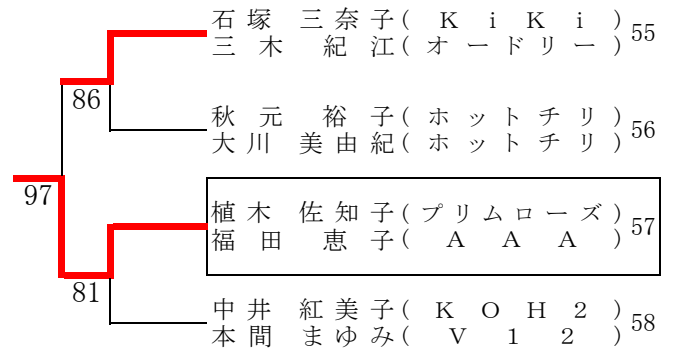 石塚 三奈子(KiKi) 55
三木 紀江(オードリー)
86
秋元 裕子(ホットチリ) 56
大川 美由紀(ホットチリ)
97
植木 佐知子(プリムローズ) 57
福田 恵子(AAA)
81
中井 紅美子(KOH2) 58
本間 まゆみ(V12)